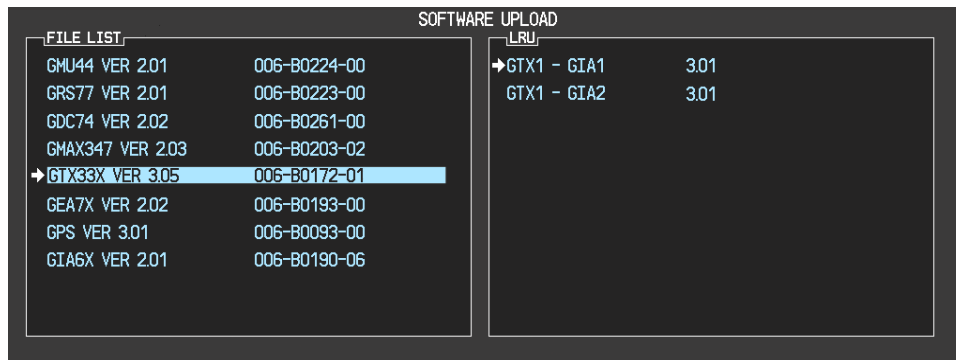 SOFTWARE UPLOAD
FILE LIST
GMU44 VER 2.01 006-B0224-00
GRS77 VER 2.01 006-B0223-00
GDC74 VER 2.02 006-B0261-00
GMAX347 VER 2.03 006-B0203-02
GTX33X VER 3.05 006-B0172-01
GEA7X VER 2.02 006-B0193-00
GPS VER 3.01 006-B0093-00
GIA6X VER 2.01 006-B0190-06
LRU
GTX1 - GIA1 3.01
GTX1 - GIA2 3.01